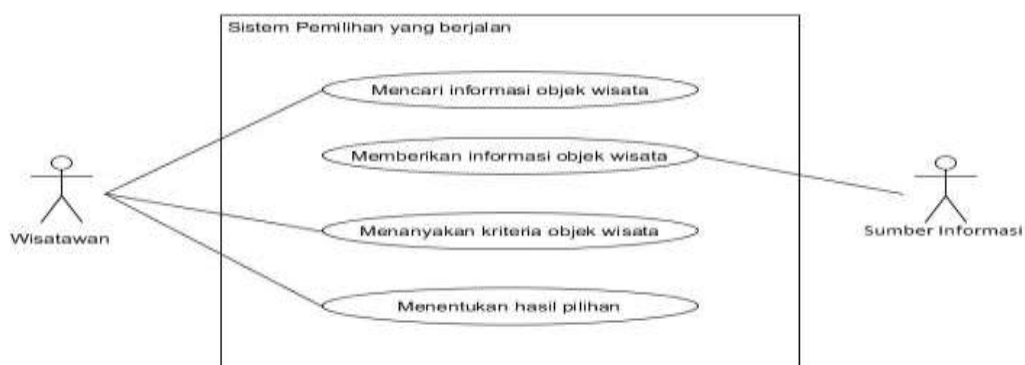 Sistem Pemilihan yang berjalan
Mencari informasi objek wisata
Memberikan informasi objek wisata
Wisatawan
Sumber Informasi
Menanyakan kriteria objek wisata
Menentukan hasil pilihan